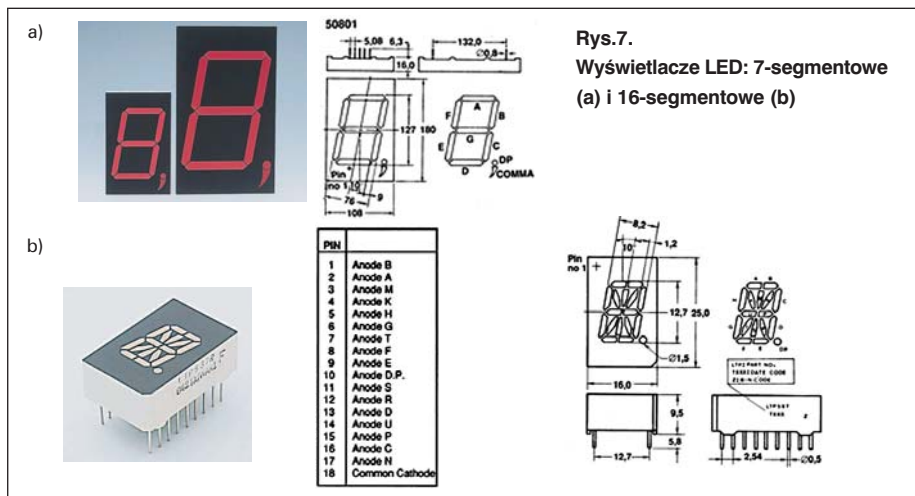 a)
50801
5,08
6,3
16,0
132,0
Ø0,8
Rys.7.
Wyświetlacze LED: 7-segmentowe
(a) i 16-segmentowe (b)
A
F
B
G
E
C
D
DP
COMMA
127
180
Pin
no 1
10
9
76
108
b)
PIN
1 Anode B
2 Anode A
3 Anode M
4 Anode K
5 Anode H
6 Anode G
7 Anode T
8 Anode F
9 Anode E
10 Anode D.P.
11 Anode S
12 Anode R
13 Anode D
14 Anode U
15 Anode P
16 Anode C
17 Anode N
18 Common Cathode
8,2
10°
1,2
Pin
no 1
12,7
25,0
Ø1,5
16,0
A B
H
C
G
D
F E
DP
DATE CODE
9,5
5,8
12,7
Z
2,54
Ø0,5